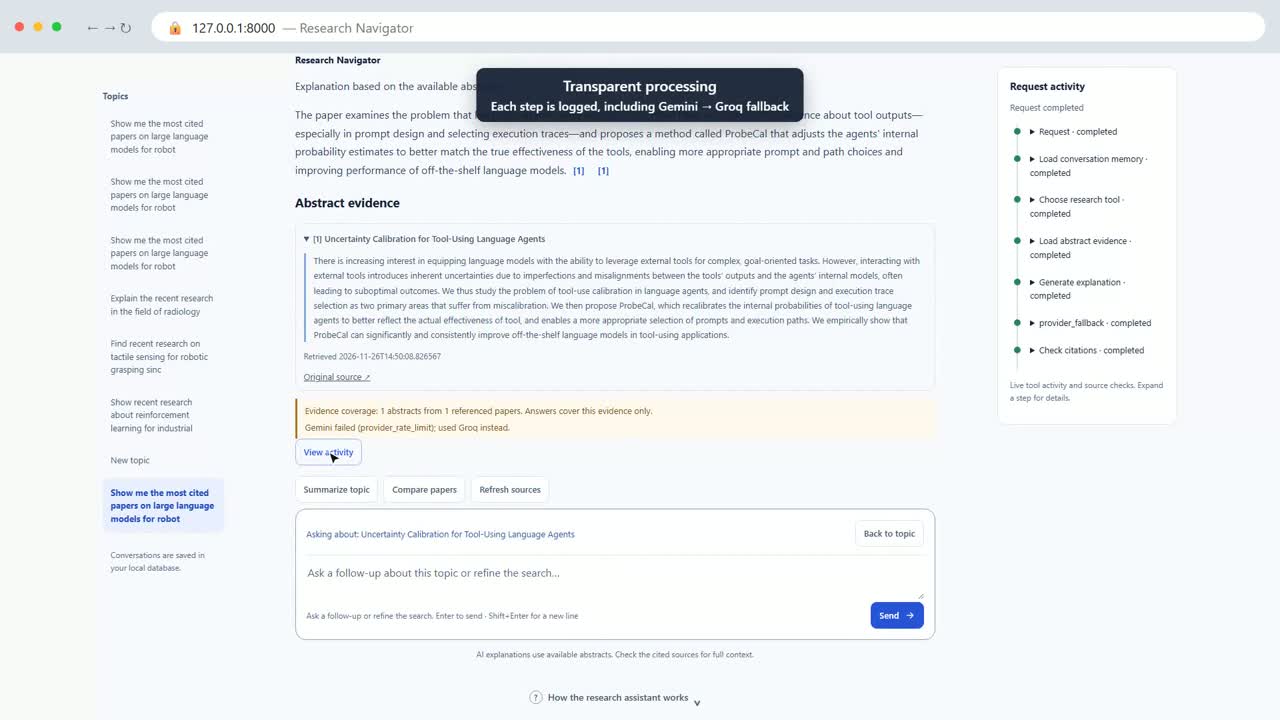 127.0.0.1:8000 — Research Navigator
Topics
Show me the most cited
papers on large language
models for robot
Show me the most cited
papers on large language
models for robot
Show me the most cited
papers on large language
models for robot
Explain the recent research
in the field of radiology
Find recent research on
tactile sensing for robotic
grasping sinc
Show recent research
about reinforcement
learning for industrial
New topic
Show me the most cited
papers on large language
models for robot
Conversations are saved in
your local database.
Research Navigator
Transparent processing
Each step is logged, including Gemini → Groq fallback
Explanation based on the available
The paper examines the problem that about tool outputs—
especially in prompt design and selecting execution traces—and proposes a method called ProbeCal that adjusts the agents' internal
probability estimates to better match the true effectiveness of the tools, enabling more appropriate prompt and path choices and
improving performance of off-the-shelf language models. [1] [1]
Abstract evidence
▼ [1] Uncertainty Calibration for Tool-Using Language Agents
There is increasing interest in equipping language models with the ability to leverage external tools for complex, goal-oriented tasks. However, interacting with
external tools introduces inherent uncertainties due to imperfections and misalignments between the tools' outputs and the agents' internal models, often
leading to suboptimal outcomes. We thus study the problem of tool-use calibration in language agents, and identify prompt design and execution trace
selection as two primary areas that suffer from miscalibration. We then propose ProbeCal, which recalibrates the internal probabilities of tool-using language
agents to better reflect the actual effectiveness of tool, and enables a more appropriate selection of prompts and execution paths. We empirically show that
ProbeCal can significantly and consistently improve off-the-shelf language models in tool-using applications.
Retrieved 2026-11-26T14:50:08.826567
Original source ↗
Evidence coverage: 1 abstracts from 1 referenced papers. Answers cover this evidence only.
Gemini failed (provider_rate_limit); used Groq instead.
View activity
Summarize topic Compare papers Refresh sources
Asking about: Uncertainty Calibration for Tool-Using Language Agents
Back to topic
Ask a follow-up about this topic or refine the search...
Ask a follow-up or refine the search. Enter to send · Shift+Enter for a new line
Send →
AI explanations use available abstracts. Check the cited sources for full context.
? How the research assistant works
Request activity
Request completed
▶ Request · completed
▶ Load conversation memory ·
completed
▶ Choose research tool ·
completed
▶ Load abstract evidence ·
completed
▶ Generate explanation ·
completed
▶ provider_fallback · completed
▶ Check citations · completed
Live tool activity and source checks. Expand
a step for details.